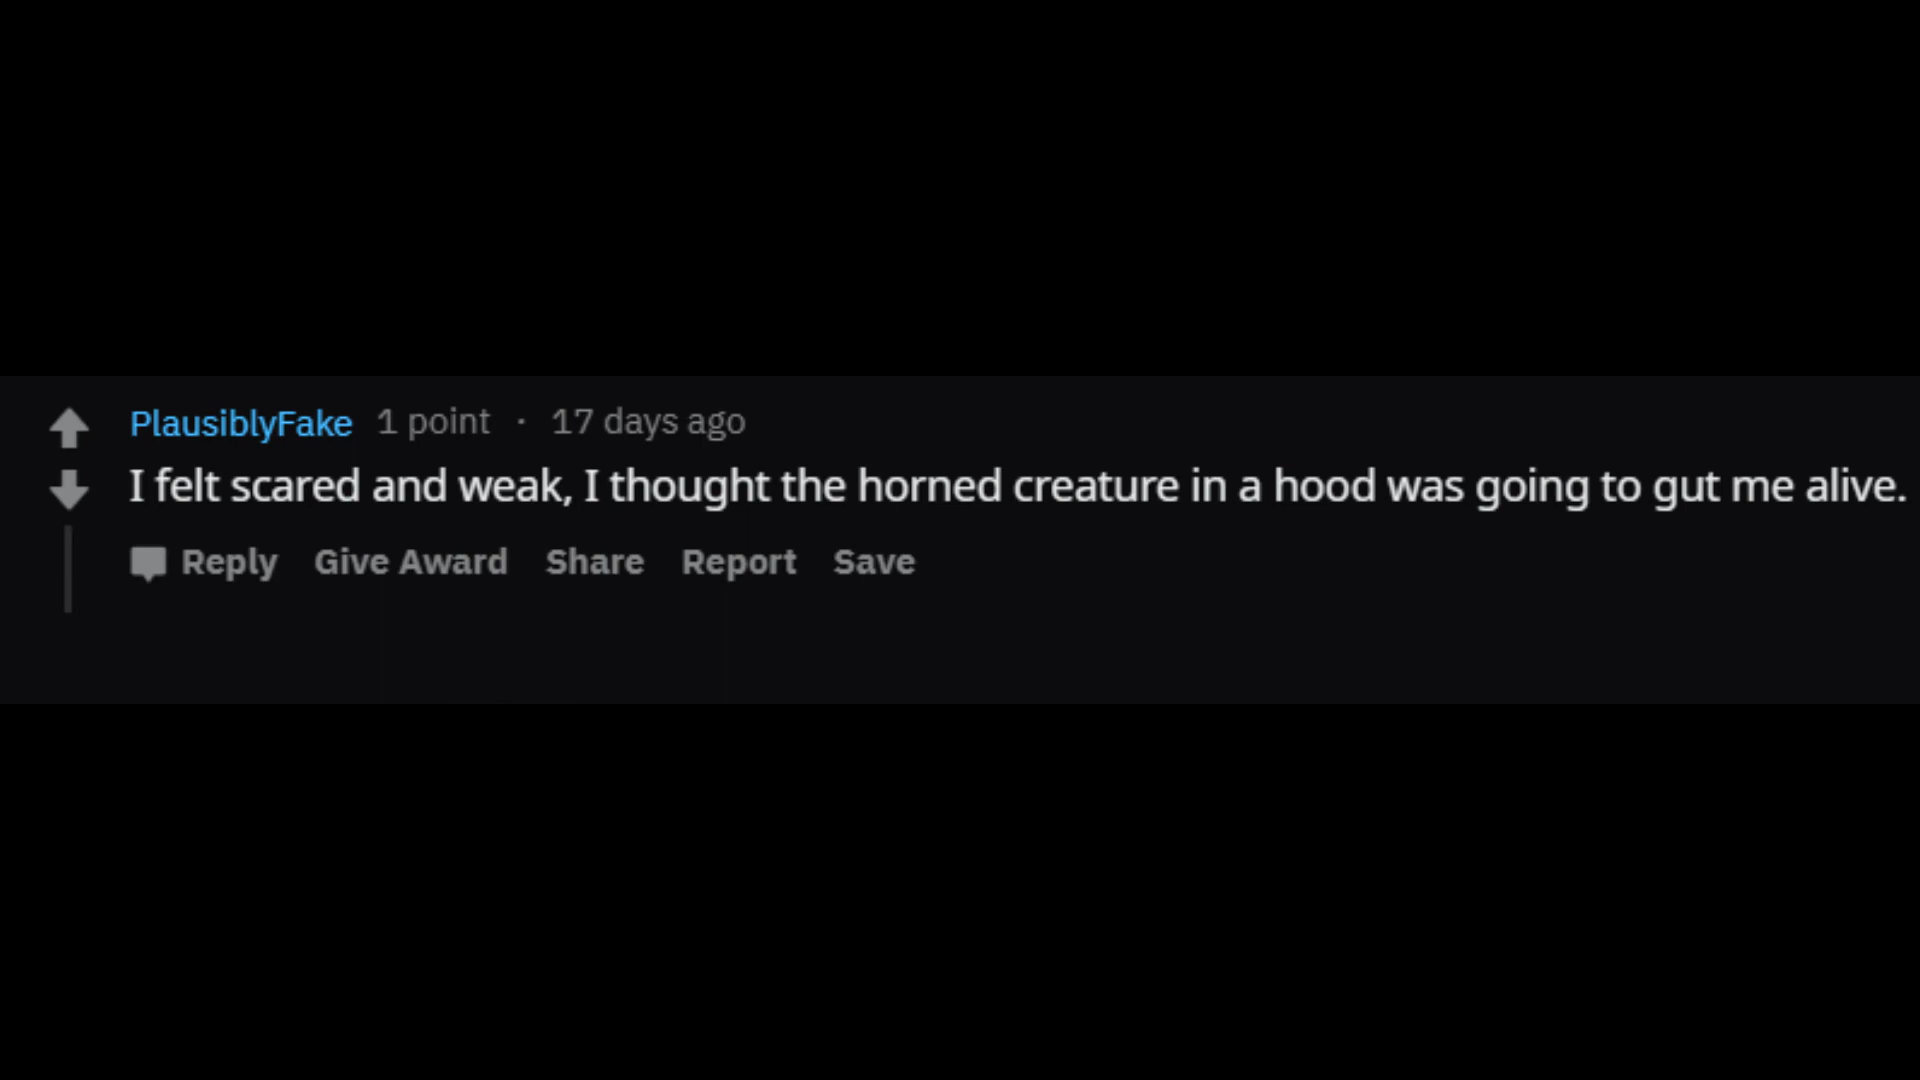 PlausiblyFake 1 point · 17 days ago
I felt scared and weak, I thought the horned creature in a hood was going to gut me alive.
Reply Give Award Share Report Save